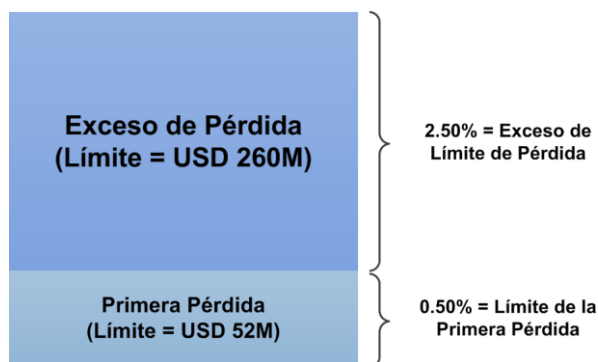 Exceso de Pérdida
(Límite = USD 260M)
2.50% = Exceso de
Límite de Pérdida
Primera Pérdida
(Límite = USD 52M)
0.50% = Límite de la
Primera Pérdida